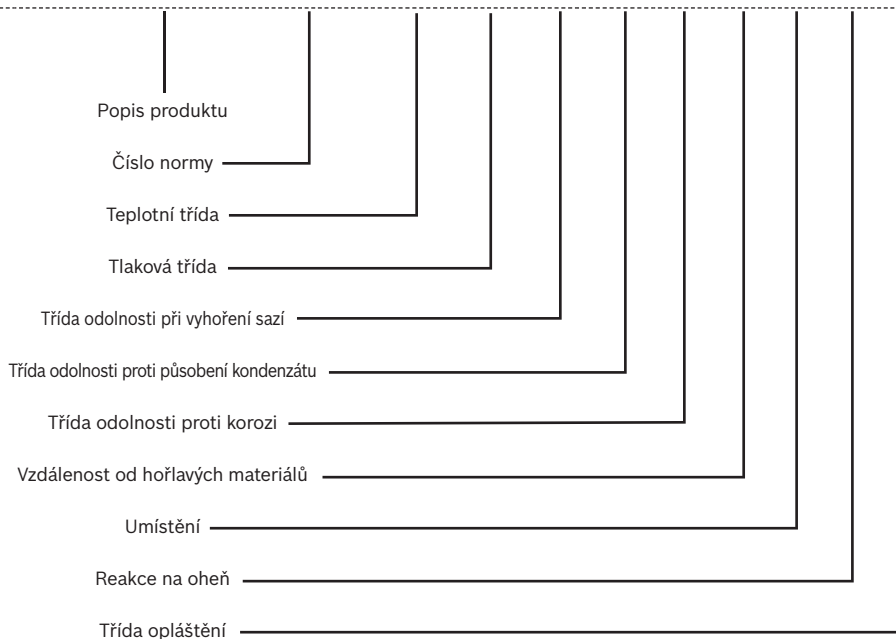 Popis produktu
Číslo normy
Teplotní třída
Tlaková třída
Třída odolnosti při vyhoření sazí
Třída odolnosti proti působení kondenzátu
Třída odolnosti proti korozi
Vzdálenost od hořlavých materiálů
Umístění
Reakce na oheň
Třída opláštění